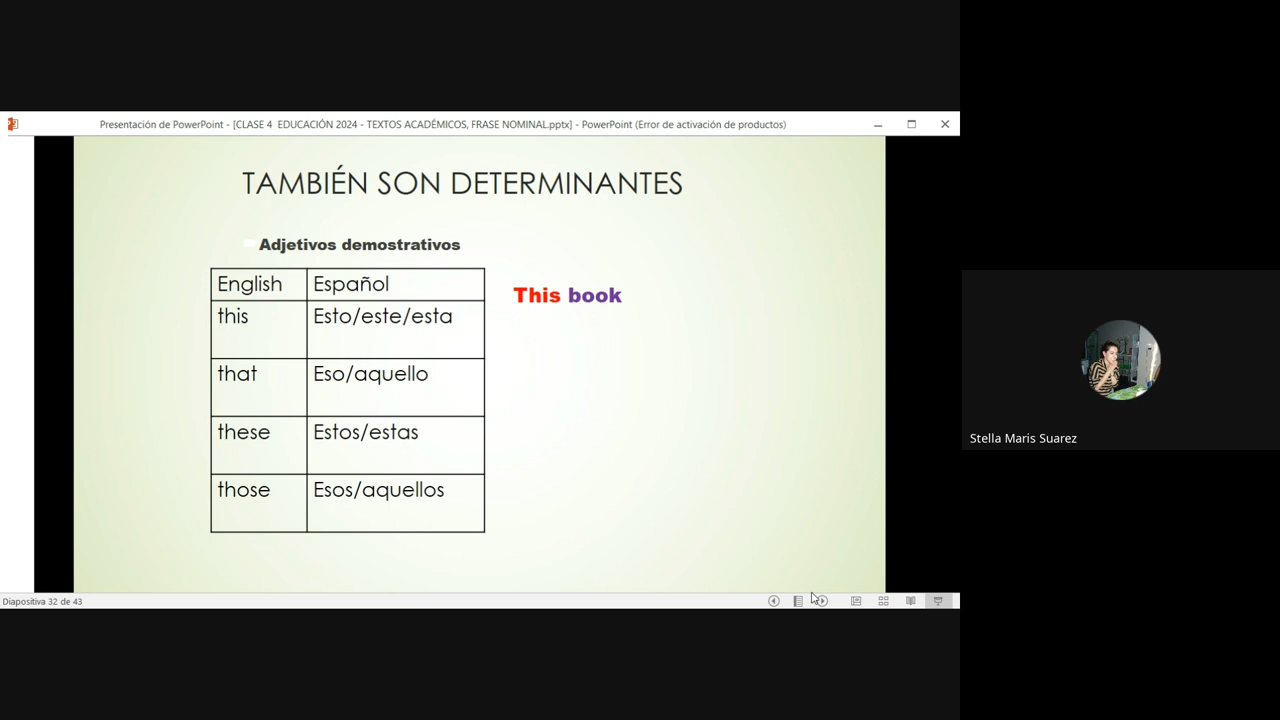 Presentación de PowerPoint - [CLASE 4 EDUCACIÓN 2024 - TEXTOS ACADÉMICOS, FRASE NOMINAL.pptx] - PowerPoint (Error de activación de productos)
TAMBIÉN SON DETERMINANTES
Adjetivos demostrativos
English Español
This book
this Esto/este/esta
that Eso/aquello
these Estos/estas
those Esos/aquellos
Stella Maris Suarez
Diapositiva 32 de 43